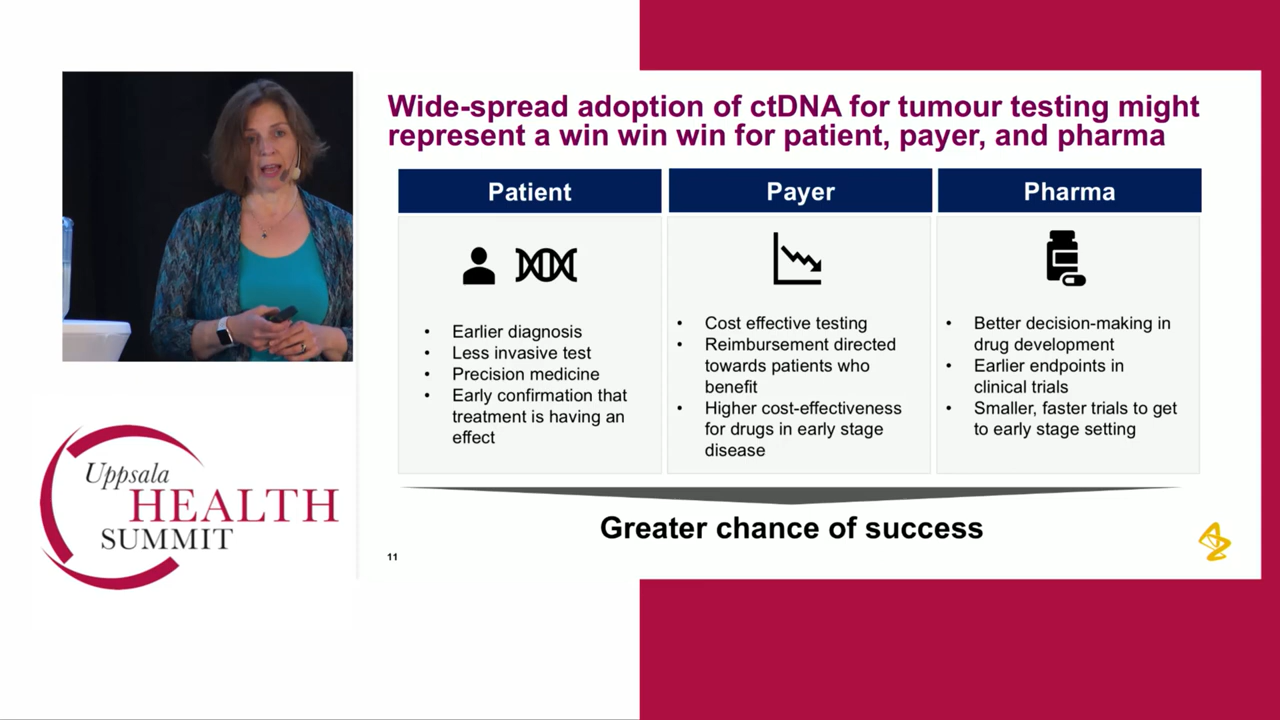 Wide-spread adoption of ctDNA for tumour testing might
represent a win win win for patient, payer, and pharma
Patient
• Earlier diagnosis
• Less invasive test
• Precision medicine
• Early confirmation that
treatment is having an
effect
Payer
• Cost effective testing
• Reimbursement directed
towards patients who
benefit
• Higher cost-effectiveness
for drugs in early stage
disease
Pharma
• Better decision-making in
drug development
• Earlier endpoints in
clinical trials
• Smaller, faster trials to get
to early stage setting
Greater chance of success
11
Uppsala
HEALTH
SUMMIT